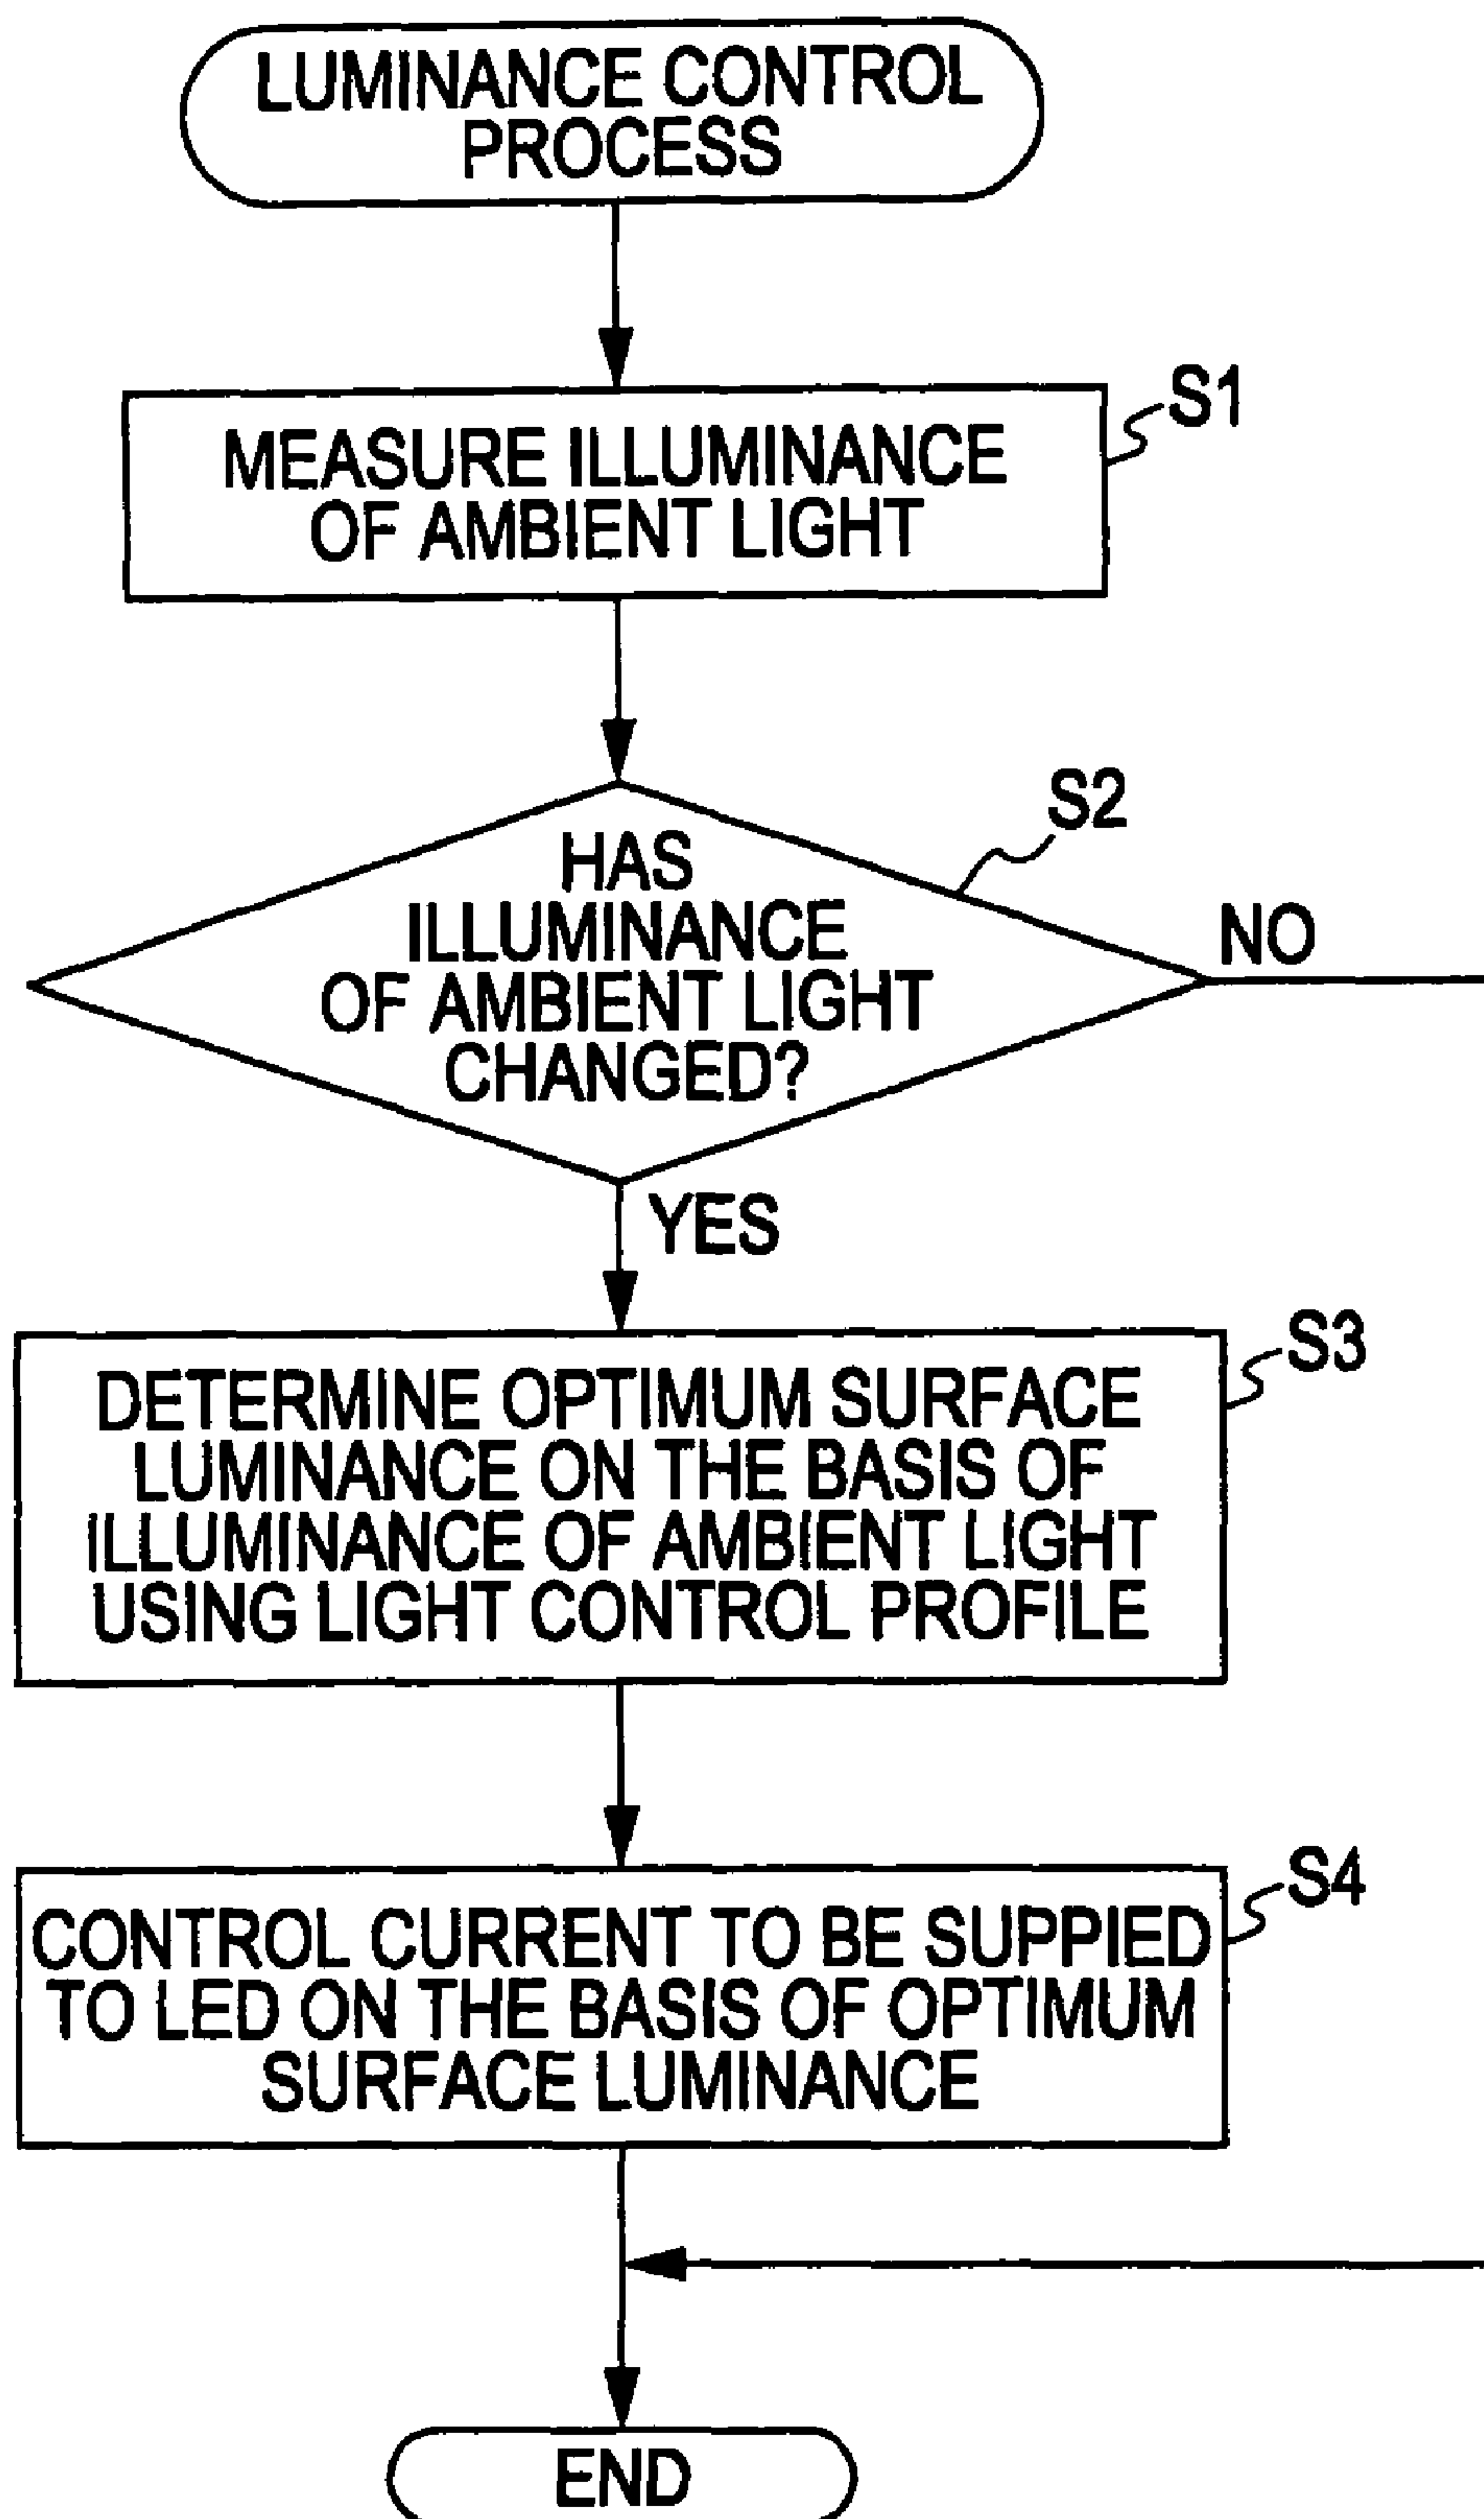 LUMINANCE CONTROL
PROCESS
S1
MEASURE ILLUMINANCE
OF AMBIENT LIGHT
S2
HAS
ILLUMINANCE
OF AMBIENT LIGHT
CHANGED?
NO
YES
S3
DETERMINE OPTIMUM SURFACE
LUMINANCE ON THE BASIS OF
ILLUMINANCE OF AMBIENT LIGHT
USING LIGHT CONTROL PROFILE
S4
CONTROL CURRENT TO BE SUPPIED
TO LED ON THE BASIS OF OPTIMUM
SURFACE LUMINANCE
END